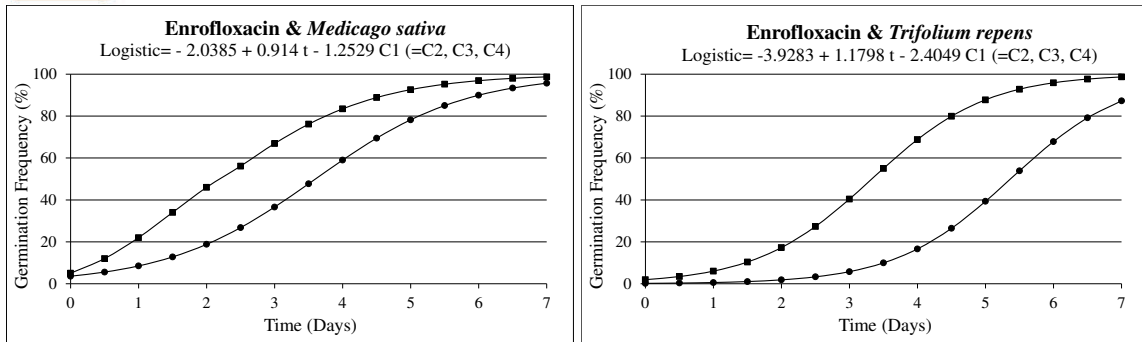 Enrofloxacin & Medicago sativa
Logistic= - 2.0385 + 0.914 t - 1.2529 C1 (=C2, C3, C4)
Germination Frequency (%)
100
80
60
40
20
0
0 1 2 3 4 5 6 7
Time (Days)
Enrofloxacin & Trifolium repens
Logistic= -3.9283 + 1.1798 t - 2.4049 C1 (=C2, C3, C4)
Germination Frequency (%)
100
80
60
40
20
0
0 1 2 3 4 5 6 7
Time (Days)